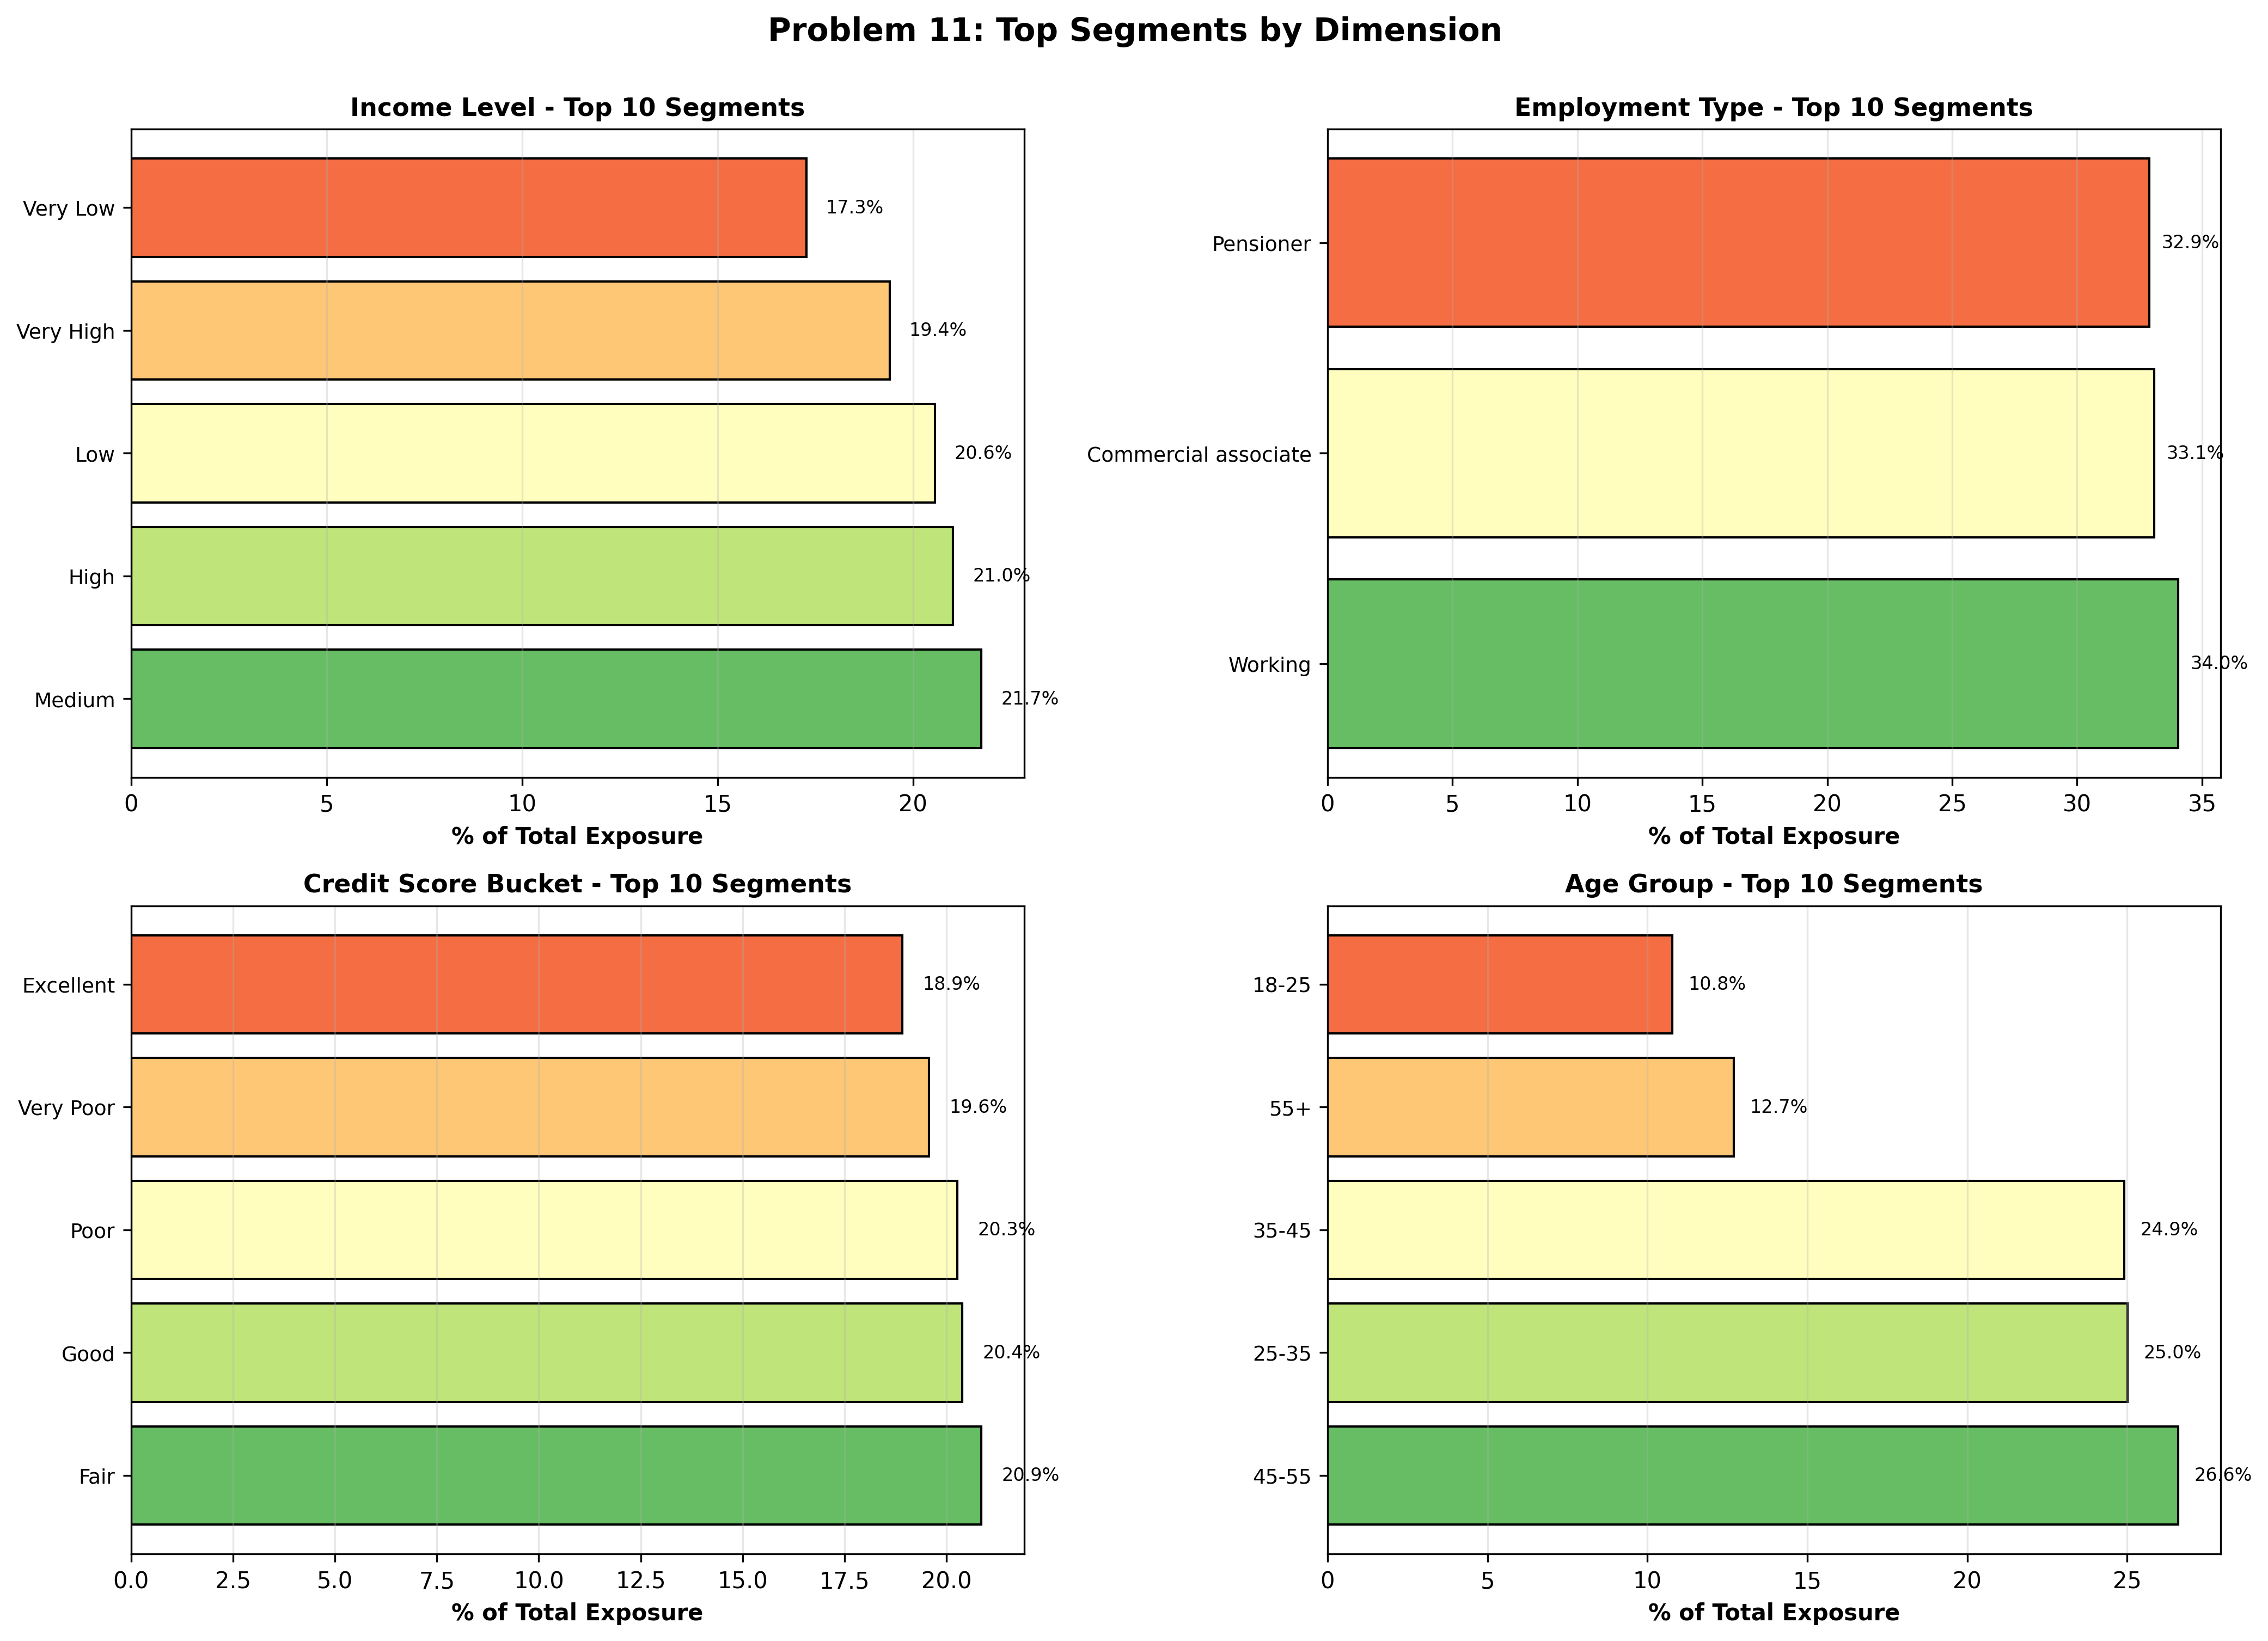 Problem 11: Top Segments by Dimension
Income Level - Top 10 Segments
Very Low
17.3%
Very High
19.4%
Low
20.6%
High
21.0%
Medium
21.7%
0 5 10 15 20
% of Total Exposure
Employment Type - Top 10 Segments
Pensioner
32.9%
Commercial associate
33.1%
Working
34.0%
0 5 10 15 20 25 30 35
% of Total Exposure
Credit Score Bucket - Top 10 Segments
Excellent
18.9%
Very Poor
19.6%
Poor
20.3%
Good
20.4%
Fair
20.9%
0.0 2.5 5.0 7.5 10.0 12.5 15.0 17.5 20.0
% of Total Exposure
Age Group - Top 10 Segments
18-25
10.8%
55+
12.7%
35-45
24.9%
25-35
25.0%
45-55
26.6%
0 5 10 15 20 25
% of Total Exposure